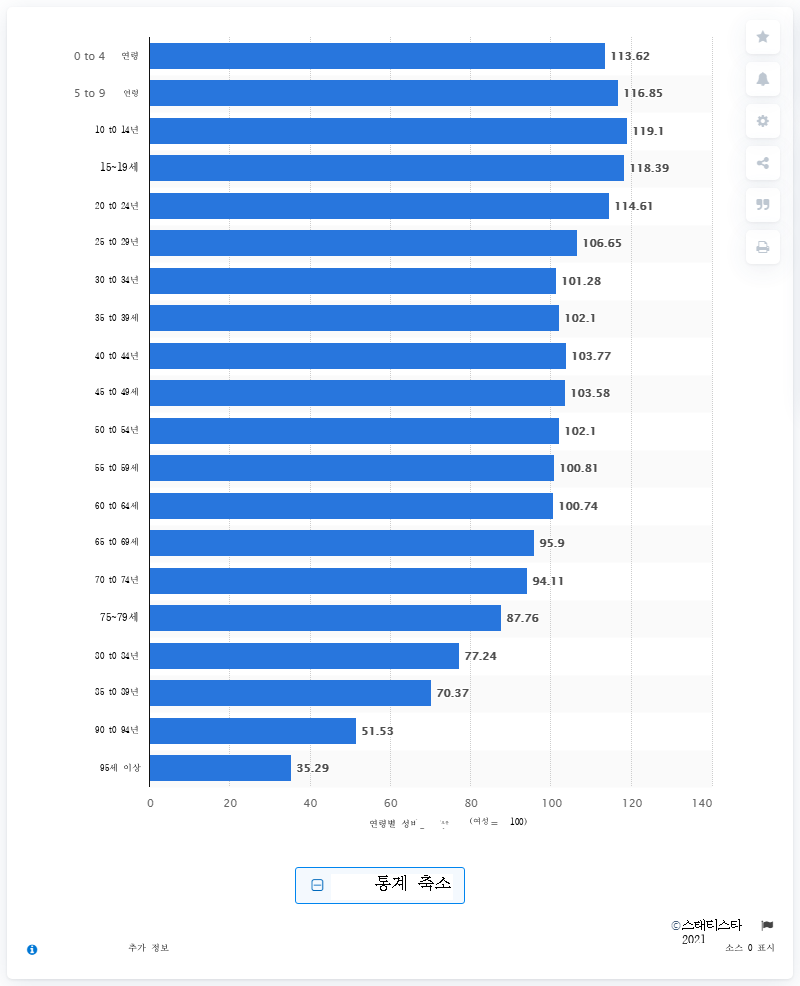 0 to 4 연령 113.62
5 to 9 연령 116.85
10 to 14년 119.1
15~19세 118.39
20 to 24년 114.61
25 to 29년 106.65
30 to 34년 101.28
35 to 39세 102.1
40 to 44년 103.77
45 to 49세 103.58
50 to 54년 102.1
55 to 59세 100.81
60 to 64세 100.74
65 to 69세 95.9
70 to 74년 94.11
75~79세 87.76
80 to 84년 77.24
85 to 89년 70.37
90 to 94년 51.53
95세 이상 35.29
0 20 40 60 80 100 120 140
연령별 성비 (여성= 100)
통계 축소
©스태티스타
2021
추가 정보 소스 0 표시